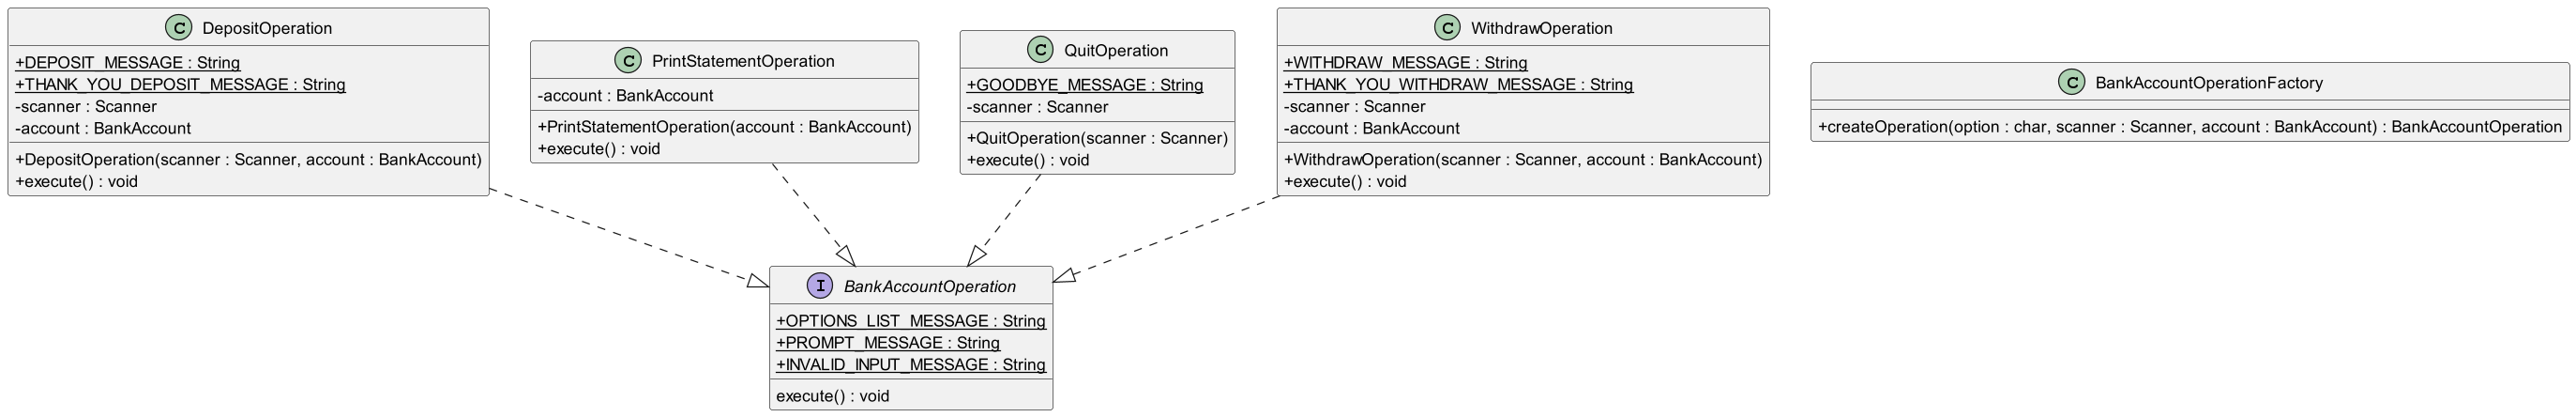 C DepositOperation
+DEPOSIT_MESSAGE : String
+THANK_YOU_DEPOSIT_MESSAGE : String
-scanner : Scanner
-account : BankAccount
+DepositOperation(scanner : Scanner, account : BankAccount)
+execute() : void
C PrintStatementOperation
-account : BankAccount
+PrintStatementOperation(account : BankAccount)
+execute() : void
C QuitOperation
+GOODBYE_MESSAGE : String
-scanner : Scanner
+QuitOperation(scanner : Scanner)
+execute() : void
C WithdrawOperation
+WITHDRAW_MESSAGE : String
+THANK_YOU_WITHDRAW_MESSAGE : String
-scanner : Scanner
-account : BankAccount
+WithdrawOperation(scanner : Scanner, account : BankAccount)
+execute() : void
C BankAccountOperationFactory
+createOperation(option : char, scanner : Scanner, account : BankAccount) : BankAccountOperation
I BankAccountOperation
+OPTIONS_LIST_MESSAGE : String
+PROMPT_MESSAGE : String
+INVALID_INPUT_MESSAGE : String
execute() : void